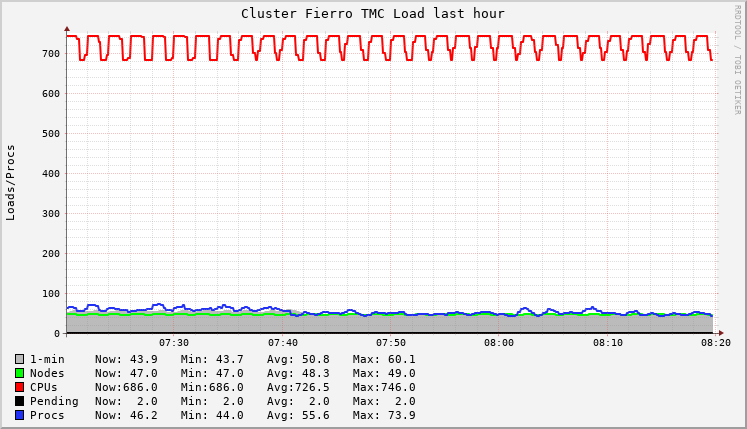 Cluster Fierro TMC Load last hour
RRDTOOL / TOBI OETIKER
Loads/Procs
700
600
500
400
300
200
100
0
07:30 07:40 07:50 08:00 08:10 08:20
1-min Now: 43.9 Min: 43.7 Avg: 50.8 Max: 60.1
Nodes Now: 47.0 Min: 47.0 Avg: 48.3 Max: 49.0
CPUs Now:686.0 Min:686.0 Avg:726.5 Max:746.0
Pending Now: 2.0 Min: 2.0 Avg: 2.0 Max: 2.0
Procs Now: 46.2 Min: 44.0 Avg: 55.6 Max: 73.9